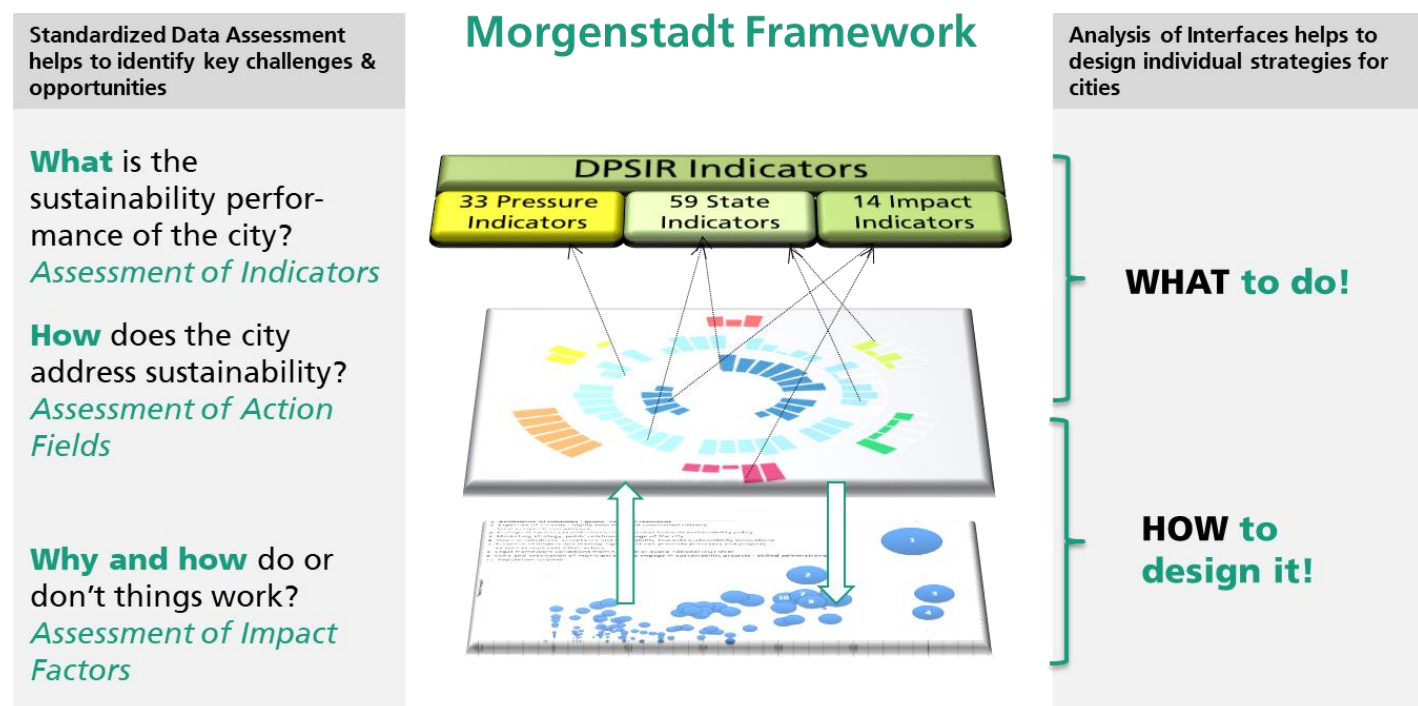 Morgenstadt Framework
Standardized Data Assessment
helps to identify key challenges &
opportunities
What is the
sustainability perfor-
mance of the city?
Assessment of Indicators
How does the city
address sustainability?
Assessment of Action
Fields
Why and how do or
don't things work?
Assessment of Impact
Factors
DPSIR Indicators
33 Pressure
Indicators
59 State
Indicators
14 Impact
Indicators
1
2
3
4
Analysis of Interfaces helps to
design individual strategies for
cities
WHAT to do!
HOW to
design it!